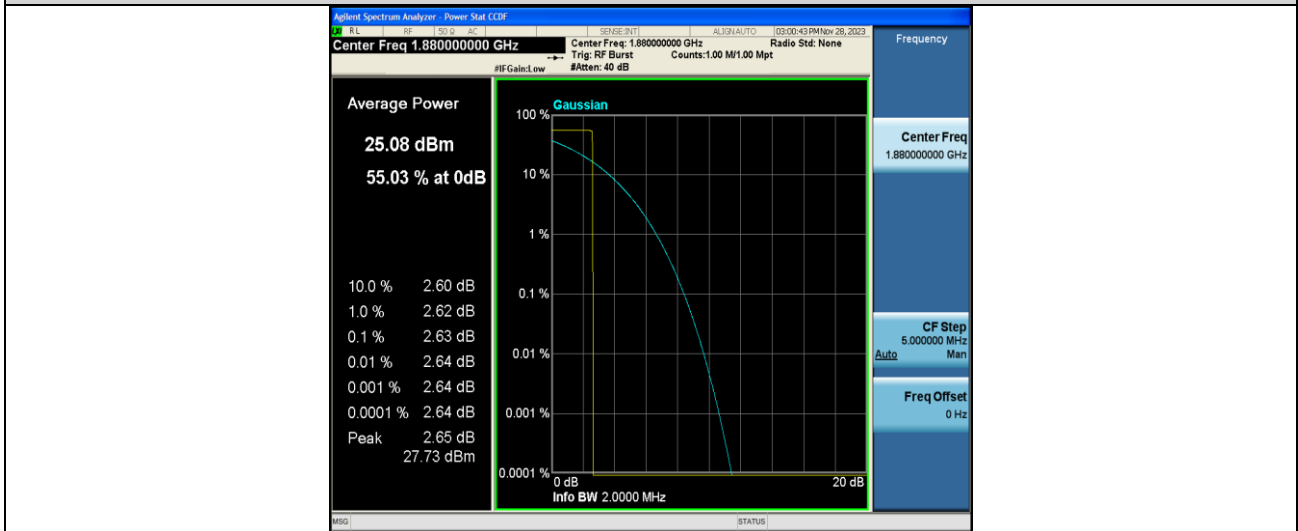 Agilent Spectrum Analyzer - Power Stat CCDF
RL RF 50 Ω AC SENSE:INT ALIGN AUTO 03:00:43 PM Nov 28, 2023
Center Freq 1.880000000 GHz
Center Freq: 1.880000000 GHz Radio Std: None
Trig: RF Burst Counts:1.00 M/1.00 Mpt
#IFGain:Low #Atten: 40 dB
Frequency
Average Power
25.08 dBm
55.03 % at 0dB
10.0 % 2.60 dB
1.0 % 2.62 dB
0.1 % 2.63 dB
0.01 % 2.64 dB
0.001 % 2.64 dB
0.0001 % 2.64 dB
Peak 2.65 dB
27.73 dBm
Gaussian
100 %
10 %
1 %
0.1 %
0.01 %
0.001 %
0.0001 %
0 dB 20 dB
Info BW 2.0000 MHz
Center Freq
1.880000000 GHz
CF Step
5.000000 MHz
Auto Man
Freq Offset
0 Hz
MSG STATUS